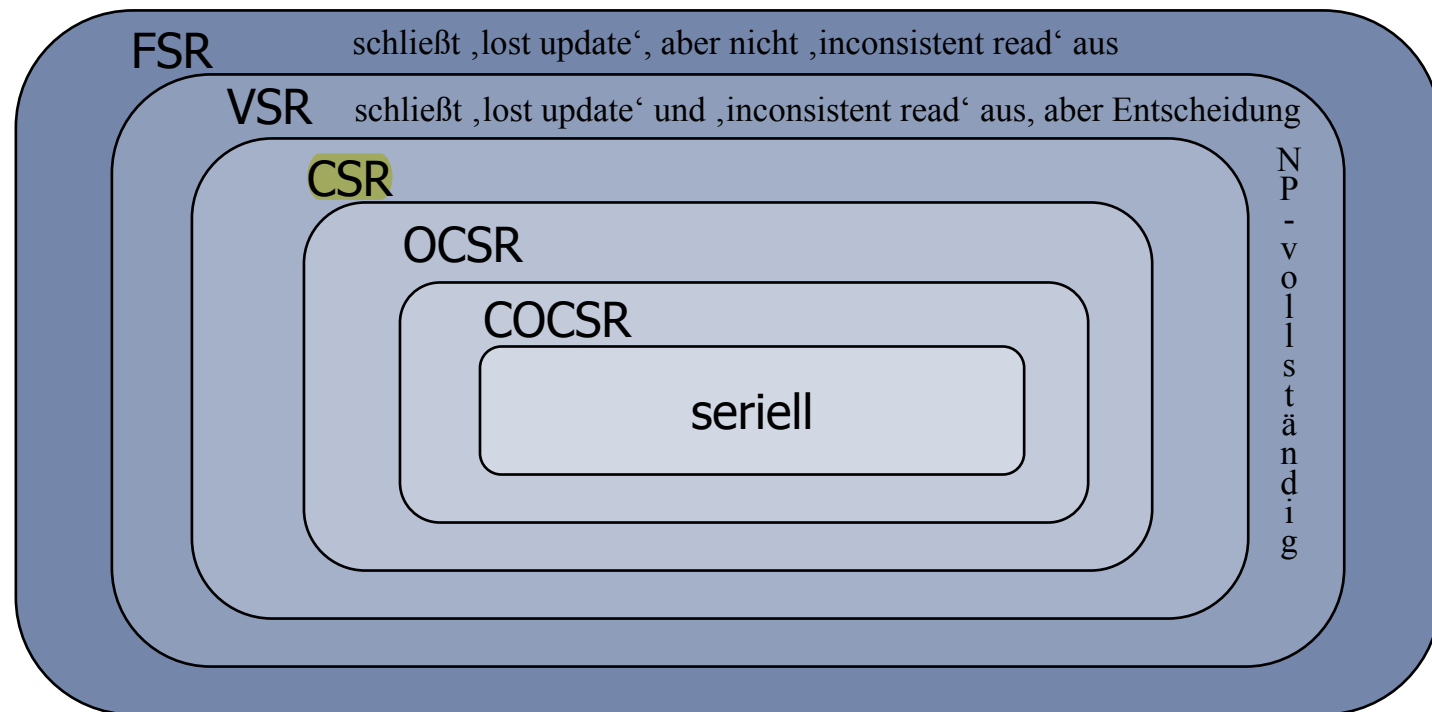 FSR
schließt ‚lost update‘, aber nicht ‚inconsistent read‘ aus
VSR
schließt ‚lost update‘ und ‚inconsistent read‘ aus, aber Entscheidung
NP-vollständig
CSR
OCSR
COCSR
seriell